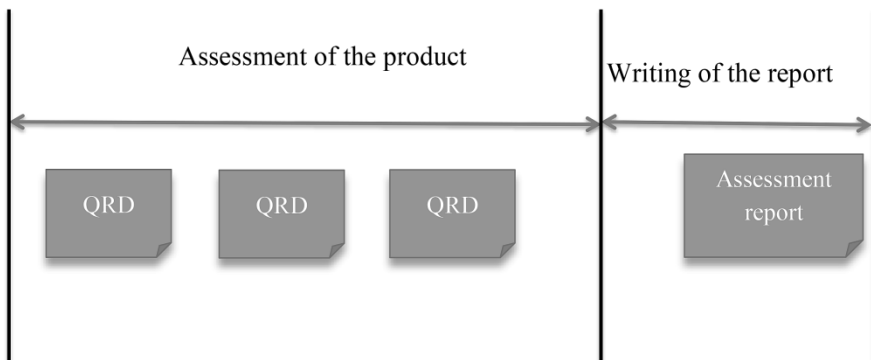 Assessment of the product
Writing of the report
QRD
QRD
QRD
Assessment
report